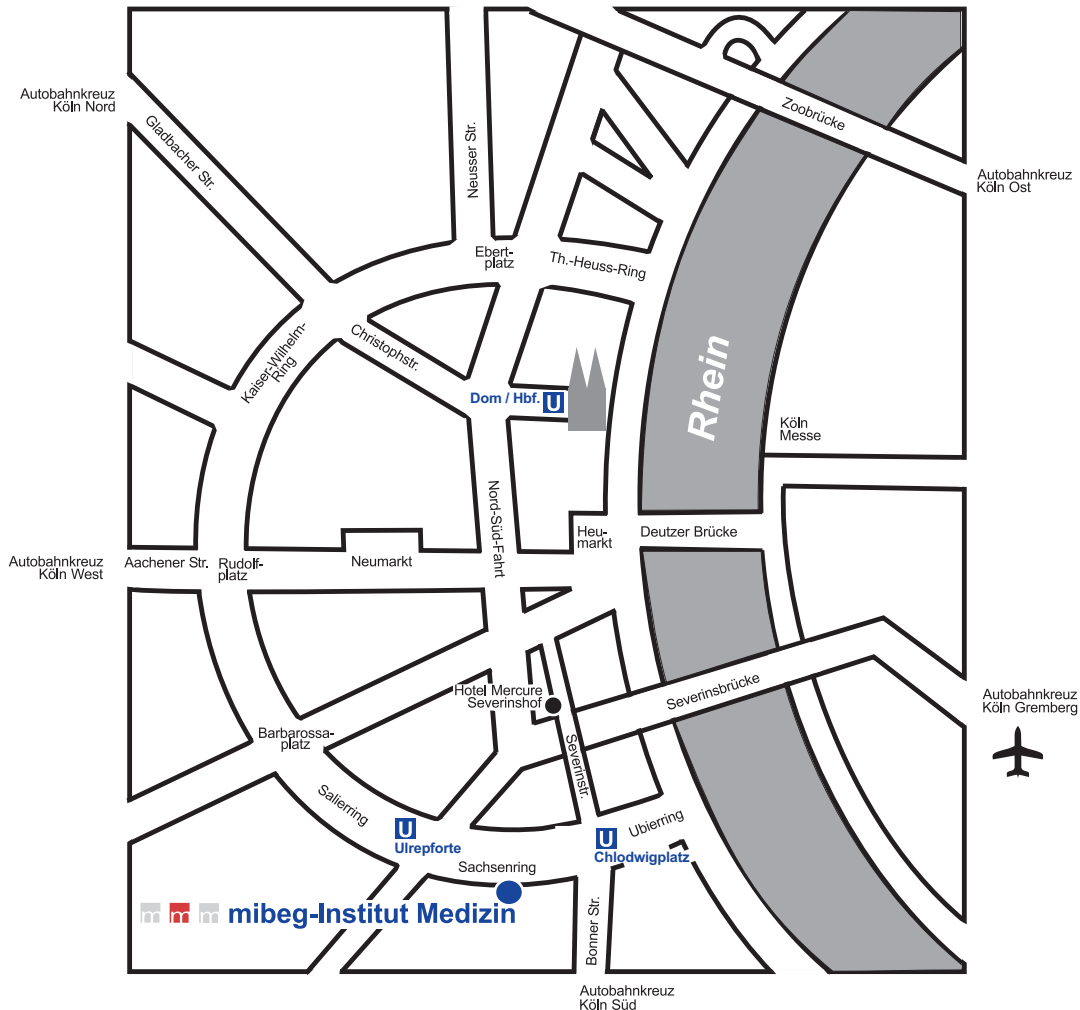 Autobahnkreuz
Köln Nord
Gladbacher Str.
Neusser Str.
Zoobrücke
Autobahnkreuz
Köln Ost
Ebert-
platz
Th.-Heuss-Ring
Kaiser-Wilhelm-
Ring
Christophstr.
Rhein
Dom / Hbf.
U
Köln
Messe
Nord-Süd-Fahrt
Heu-
markt
Deutzer Brücke
Autobahnkreuz
Köln West
Aachener Str.
Rudolf-
platz
Neumarkt
Hotel Mercure
Severinshof
Severinsbrücke
Autobahnkreuz
Köln Gremberg
Barbarossa-
platz
Severinstr.
Salierring
U
Ulrepforte
Ubierring
U
Chlodwigplatz
Sachsenring
m m m mibeg-Institut Medizin
Bonner Str.
Autobahnkreuz
Köln Süd